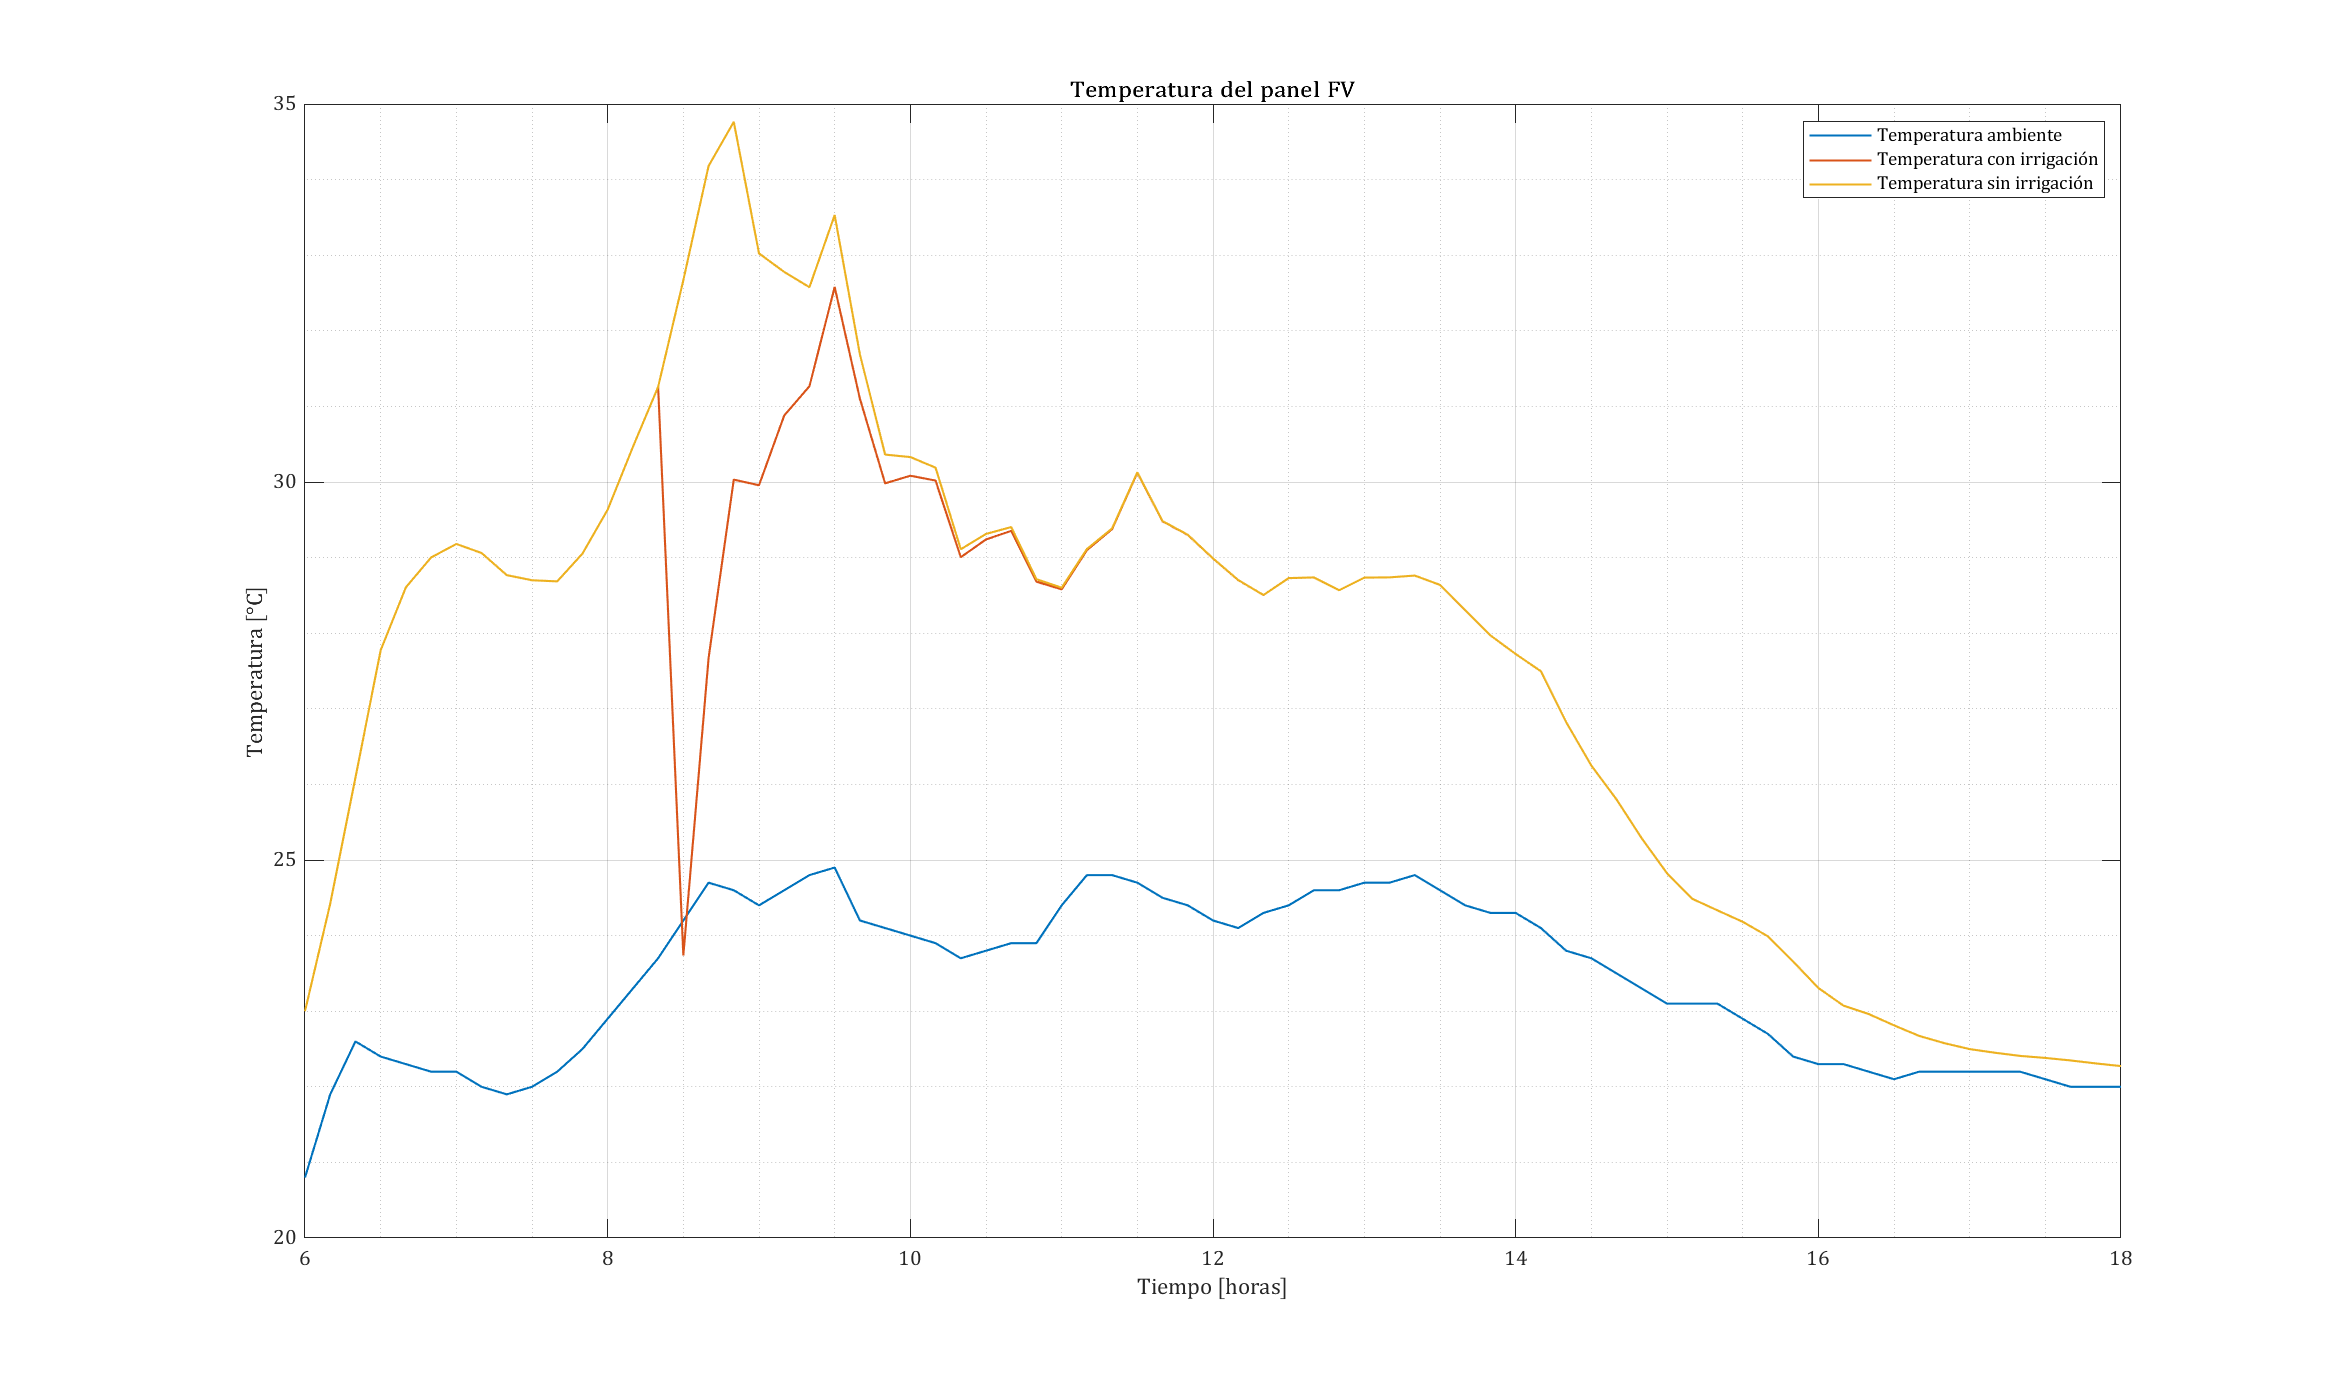 Temperatura del panel FV
35
30
25
20
Temperatura [°C]
Temperatura ambiente
Temperatura con irrigación
Temperatura sin irrigación
6 8 10 12 14 16 18
Tiempo [horas]